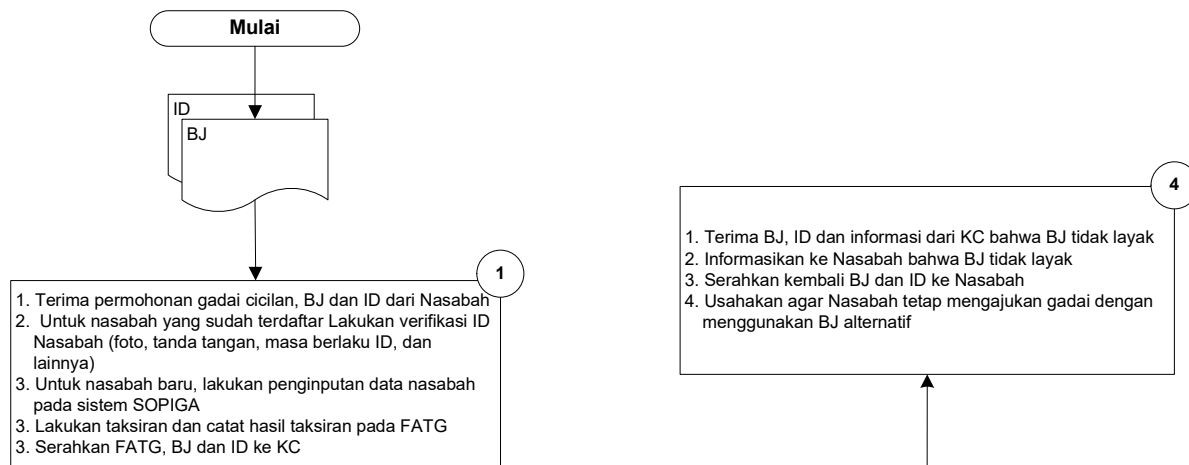 Mulai
ID
BJ
1
1. Terima permohonan gadai cicilan, BJ dan ID dari Nasabah
2. Untuk nasabah yang sudah terdaftar Lakukan verifikasi ID
Nasabah (foto, tanda tangan, masa berlaku ID, dan
lainnya)
3. Untuk nasabah baru, lakukan penginputan data nasabah
pada sistem SOPIGA
3. Lakukan taksiran dan catat hasil taksiran pada FATG
3. Serahkan FATG, BJ dan ID ke KC
4
1. Terima BJ, ID dan informasi dari KC bahwa BJ tidak layak
2. Informasikan ke Nasabah bahwa BJ tidak layak
3. Serahkan kembali BJ dan ID ke Nasabah
4. Usahakan agar Nasabah tetap mengajukan gadai dengan
menggunakan BJ alternatif